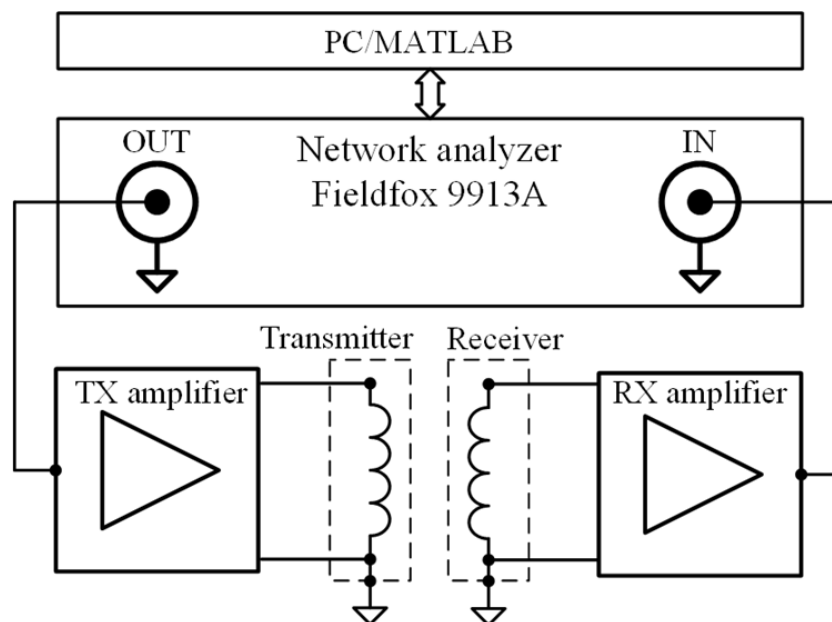 PC/MATLAB
OUT
Network analyzer
Fieldfox 9913A
IN
Transmitter
Receiver
TX amplifier
RX amplifier